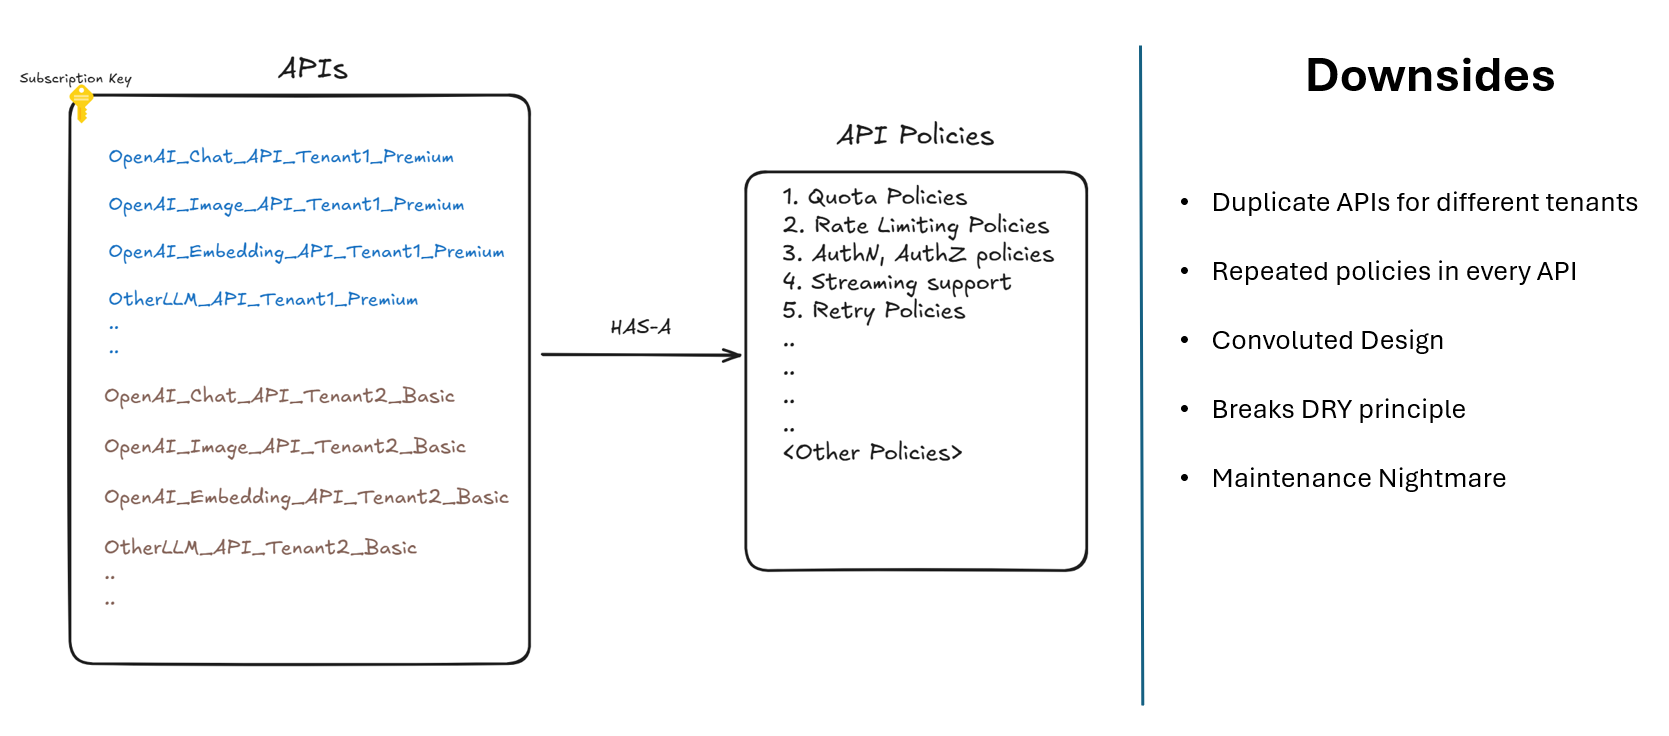 Subscription Key
APIs
OpenAI_Chat_API_Tenant1_Premium
OpenAI_Image_API_Tenant1_Premium
OpenAI_Embedding_API_Tenant1_Premium
OtherLLM_API_Tenant1_Premium
..
..
OpenAI_Chat_API_Tenant2_Basic
OpenAI_Image_API_Tenant2_Basic
OpenAI_Embedding_API_Tenant2_Basic
OtherLLM_API_Tenant2_Basic
..
..
HAS-A
API Policies
1. Quota Policies
2. Rate Limiting Policies
3. AuthN, AuthZ policies
4. Streaming support
5. Retry Policies
..
..
..
..
<Other Policies>
Downsides
• Duplicate APIs for different tenants
• Repeated policies in every API
• Convoluted Design
• Breaks DRY principle
• Maintenance Nightmare